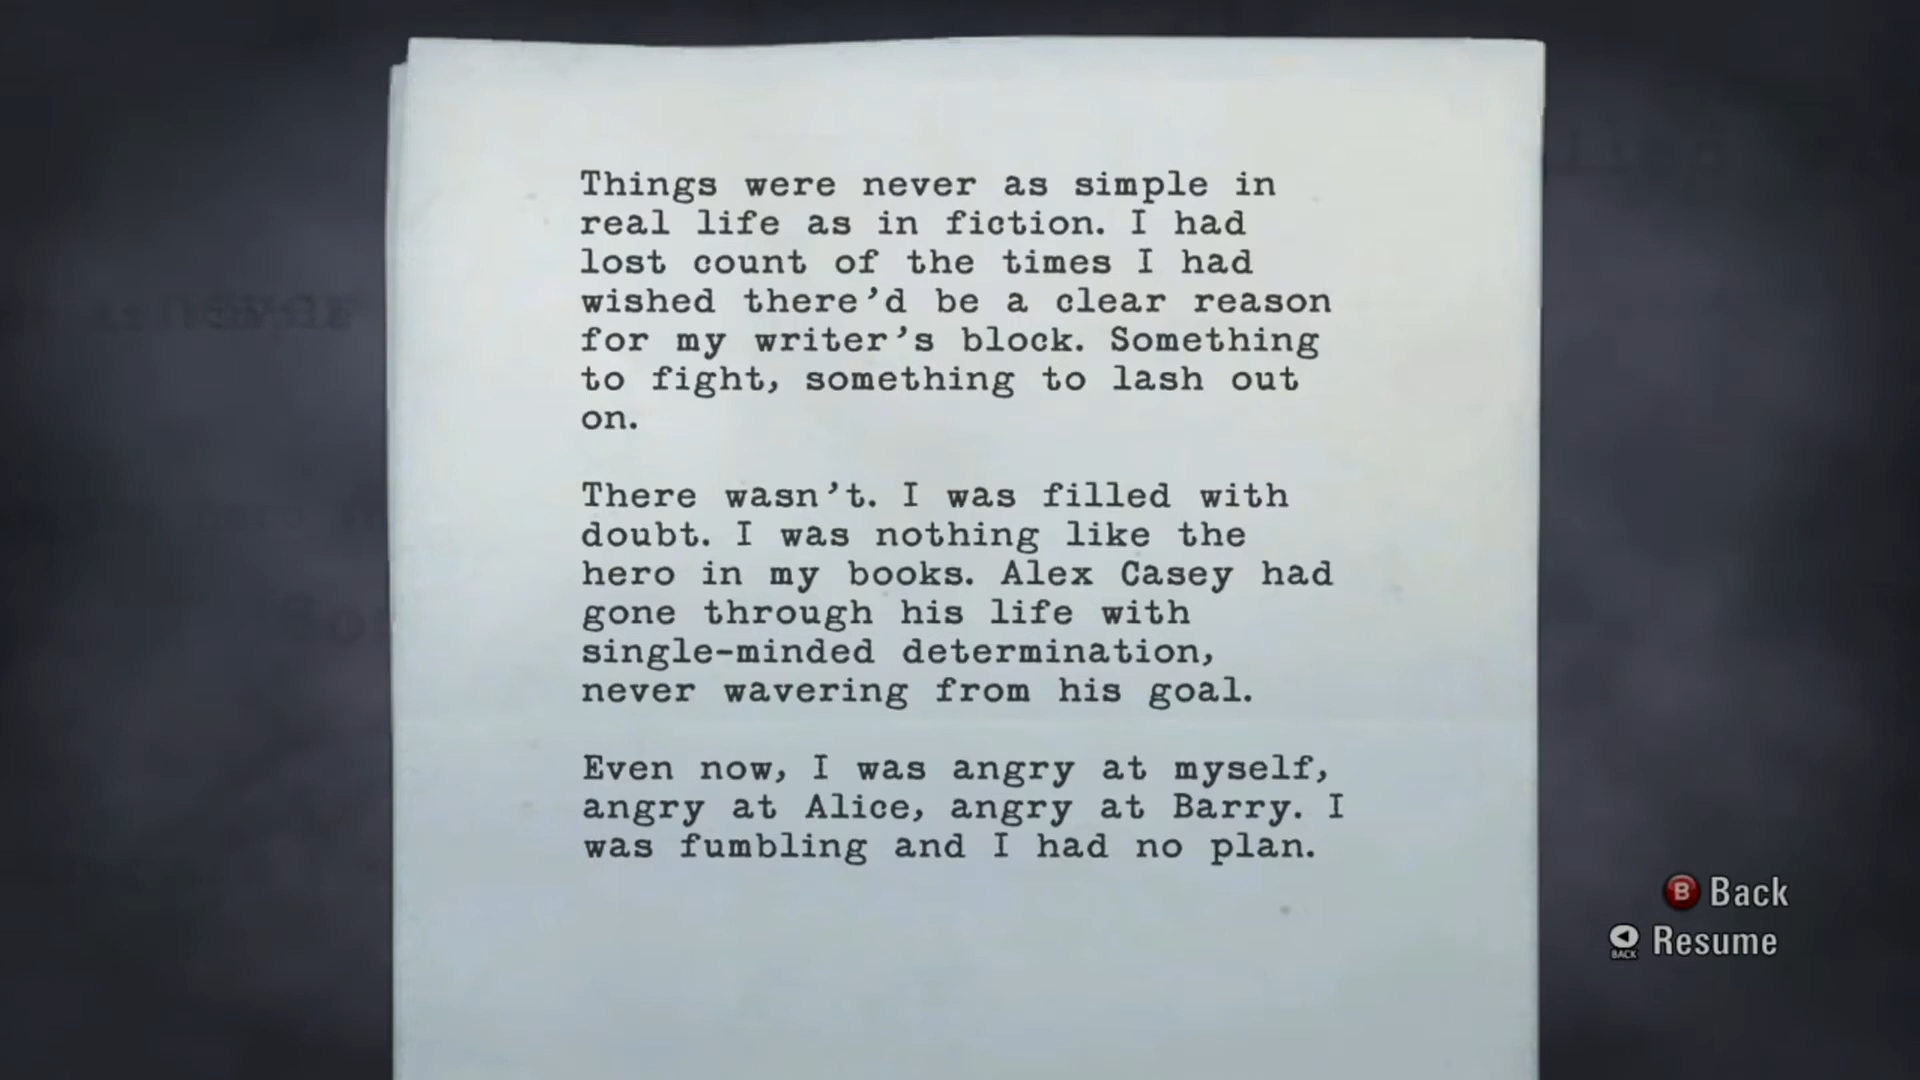 Things were never as simple in
real life as in fiction. I had
lost count of the times I had
wished there’d be a clear reason
for my writer’s block. Something
to fight, something to lash out
on.
There wasn’t. I was filled with
doubt. I was nothing like the
hero in my books. Alex Casey had
gone through his life with
single-minded determination,
never wavering from his goal.
Even now, I was angry at myself,
angry at Alice, angry at Barry. I
was fumbling and I had no plan.
B Back
BACK Resume